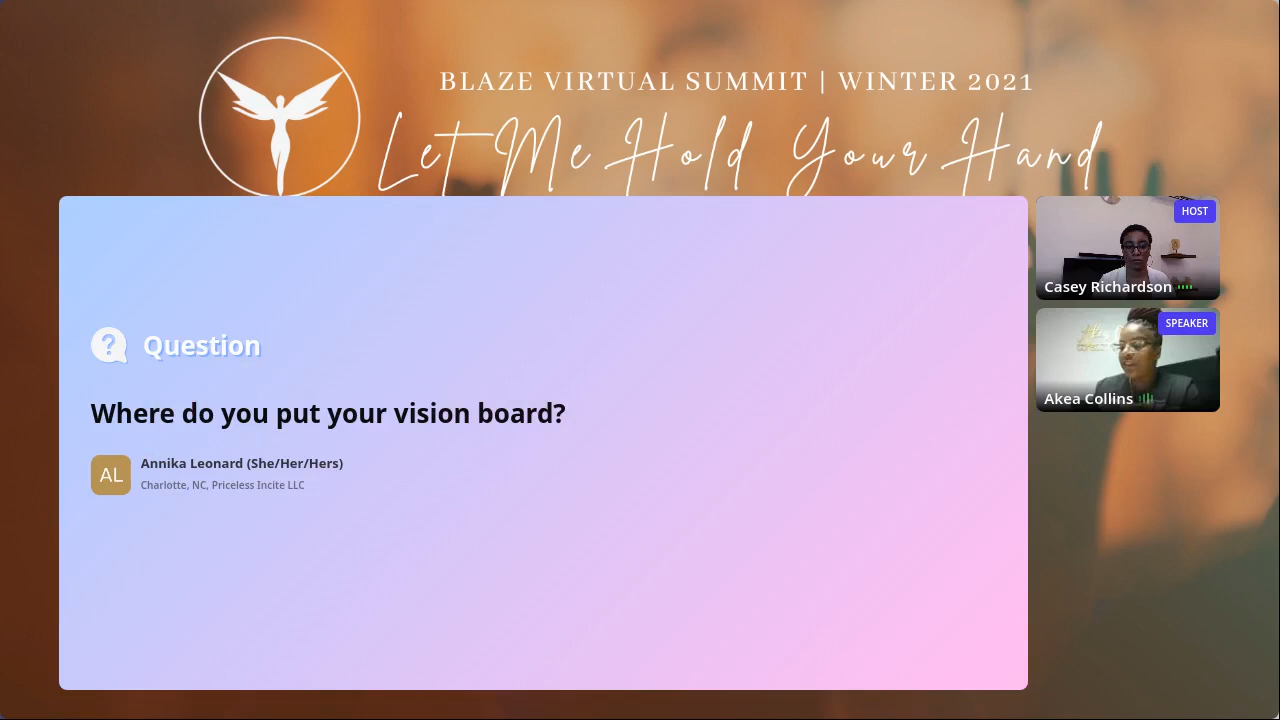 BLAZE VIRTUAL SUMMIT | WINTER 2021
Let Me Hold Your Hand
HOST
Casey Richardson
Question
SPEAKER
Akea Collins
Where do you put your vision board?
AL
Annika Leonard (She/Her/Hers)
Charlotte, NC, Priceless Incite LLC